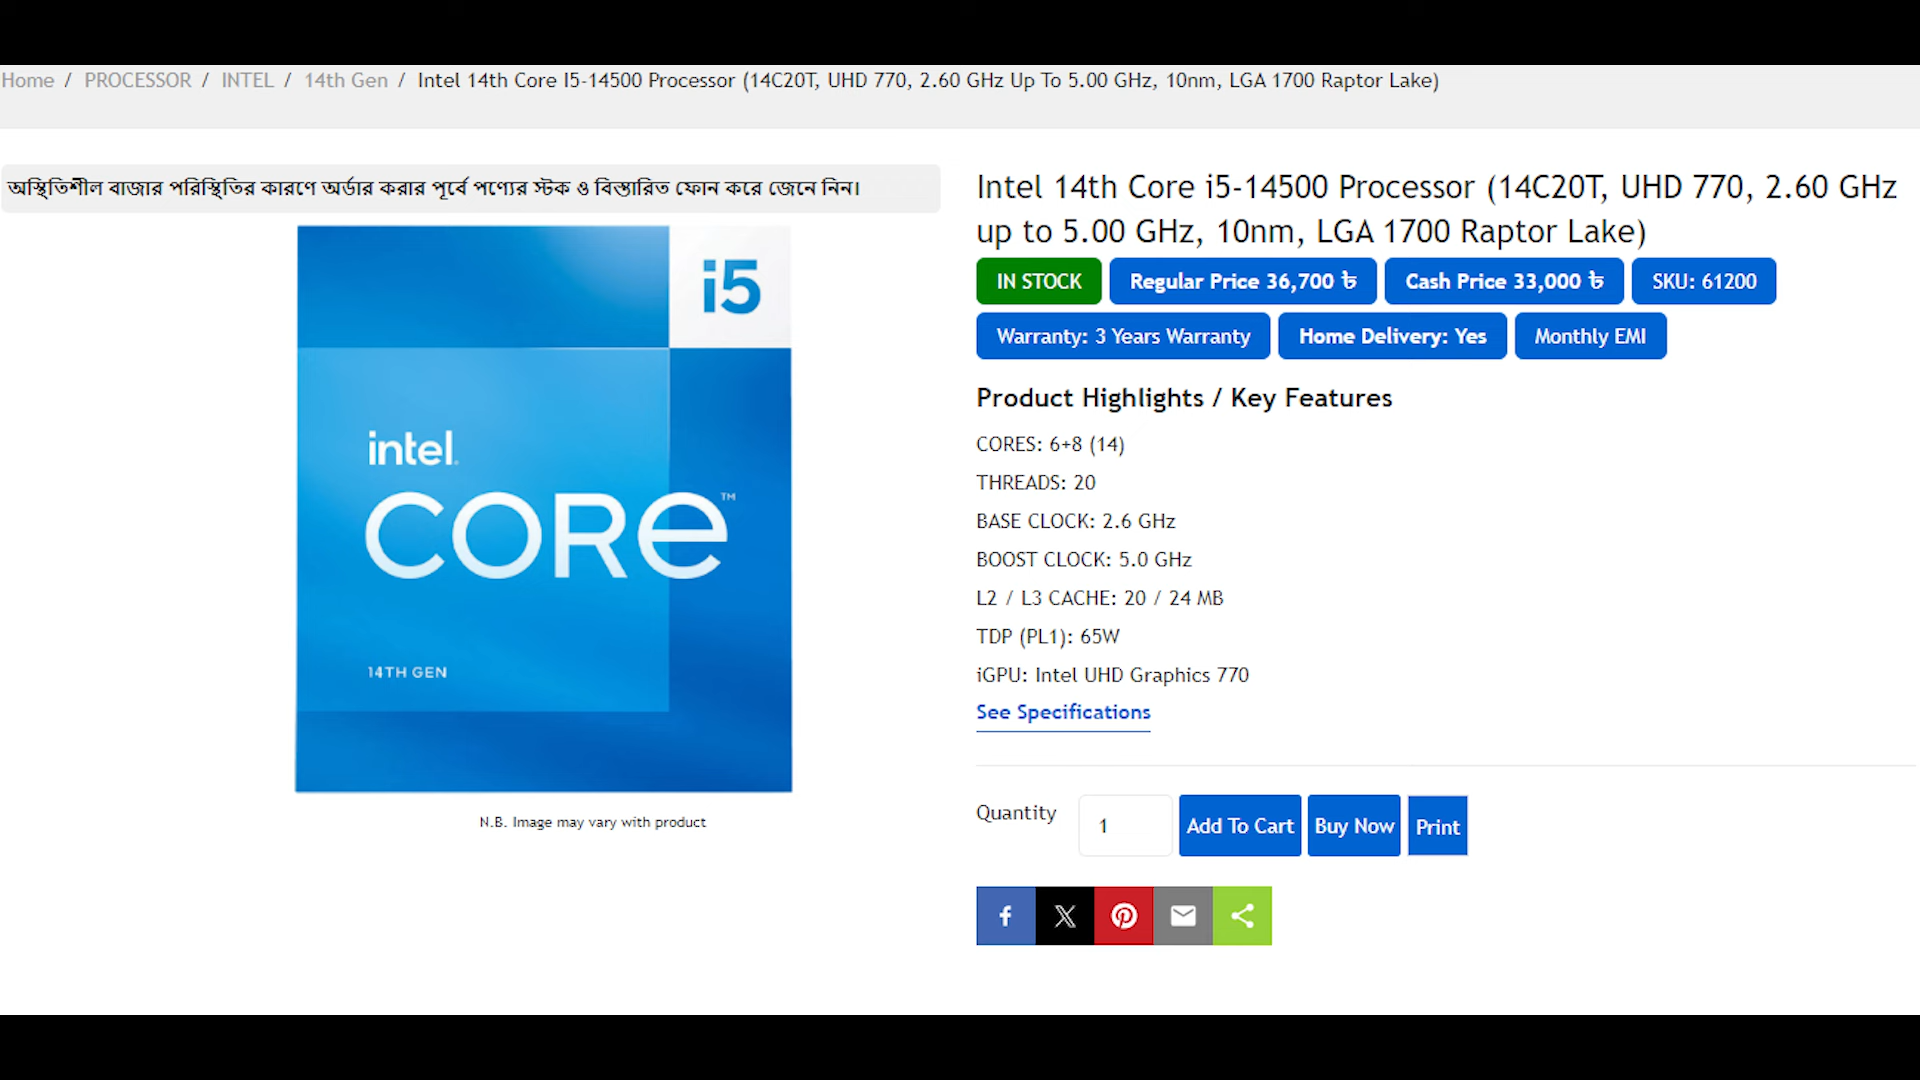 Home / PROCESSOR / INTEL / 14th Gen / Intel 14th Core I5-14500 Processor (14C20T, UHD 770, 2.60 GHz Up To 5.00 GHz, 10nm, LGA 1700 Raptor Lake)
অস্থিতিশীল বাজার পরিস্থিতির কারণে অর্ডার করার পূর্বে পণ্যের স্টক ও বিস্তারিত ফোন করে জেনে নিন।
i5
intel.
CORE™
14TH GEN
N.B. Image may vary with product
Intel 14th Core i5-14500 Processor (14C20T, UHD 770, 2.60 GHz
up to 5.00 GHz, 10nm, LGA 1700 Raptor Lake)
IN STOCK Regular Price 36,700 ৳ Cash Price 33,000 ৳ SKU: 61200
Warranty: 3 Years Warranty Home Delivery: Yes Monthly EMI
Product Highlights / Key Features
CORES: 6+8 (14)
THREADS: 20
BASE CLOCK: 2.6 GHz
BOOST CLOCK: 5.0 GHz
L2 / L3 CACHE: 20 / 24 MB
TDP (PL1): 65W
iGPU: Intel UHD Graphics 770
See Specifications
Quantity 1 Add To Cart Buy Now Print